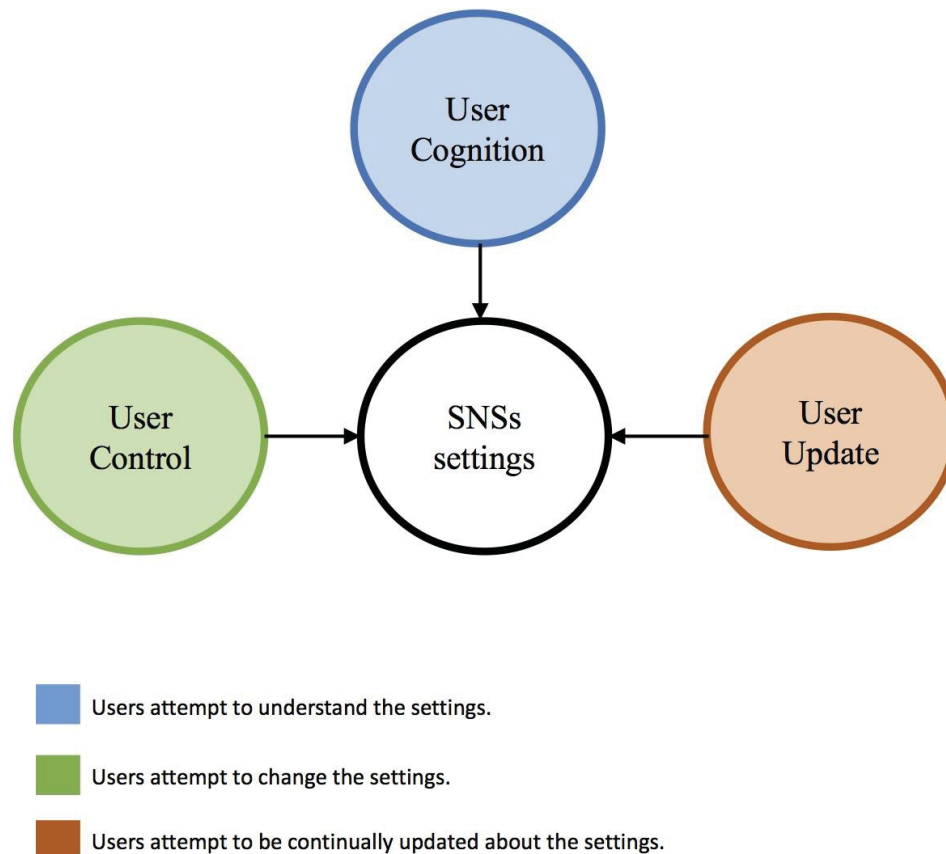 User
Cognition
User
Control
SNSs
settings
User
Update
Users attempt to understand the settings.
Users attempt to change the settings.
Users attempt to be continually updated about the settings.